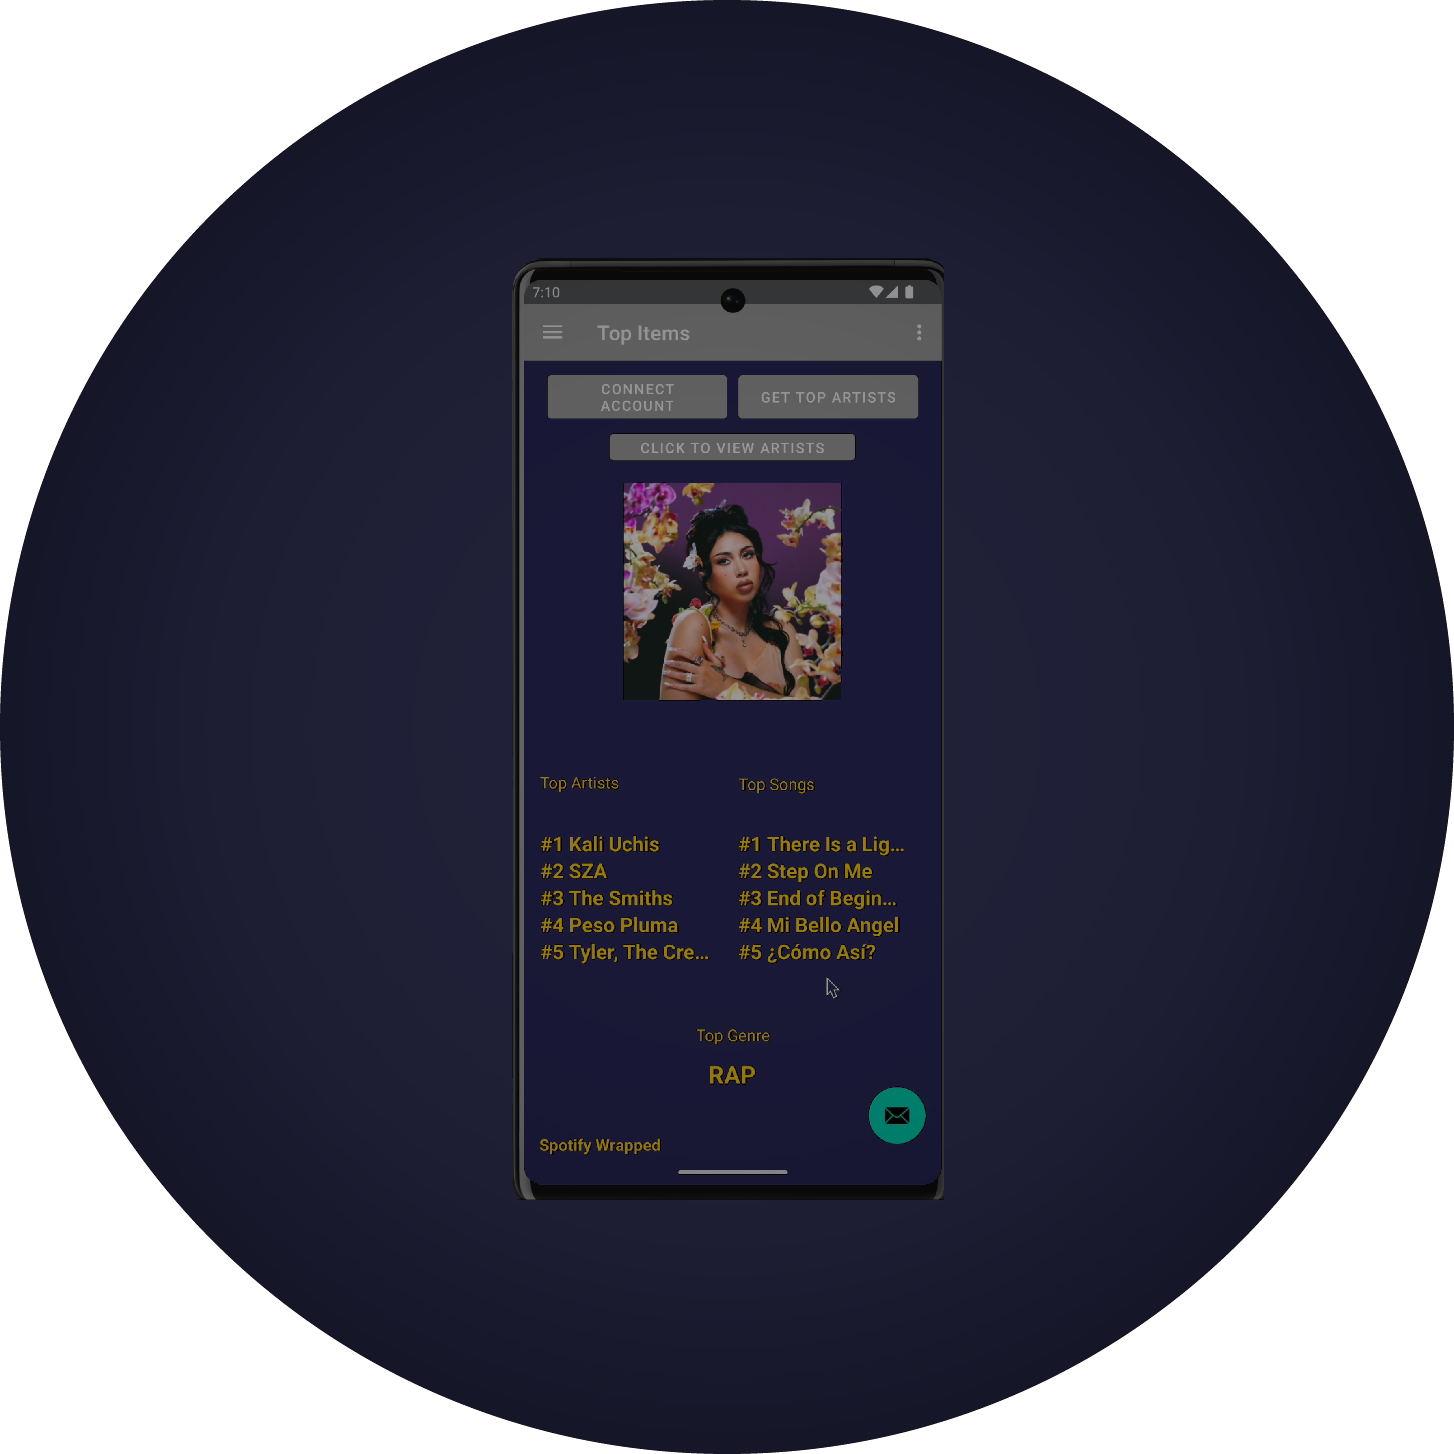 7:10
Top Items
CONNECT
ACCOUNT
GET TOP ARTISTS
CLICK TO VIEW ARTISTS
Top Artists
#1 Kali Uchis
#2 SZA
#3 The Smiths
#4 Peso Pluma
#5 Tyler, The Cre...
Top Songs
#1 There Is a Lig...
#2 Step On Me
#3 End of Begin...
#4 Mi Bello Angel
#5 ¿Cómo Así?
Top Genre
RAP
Spotify Wrapped